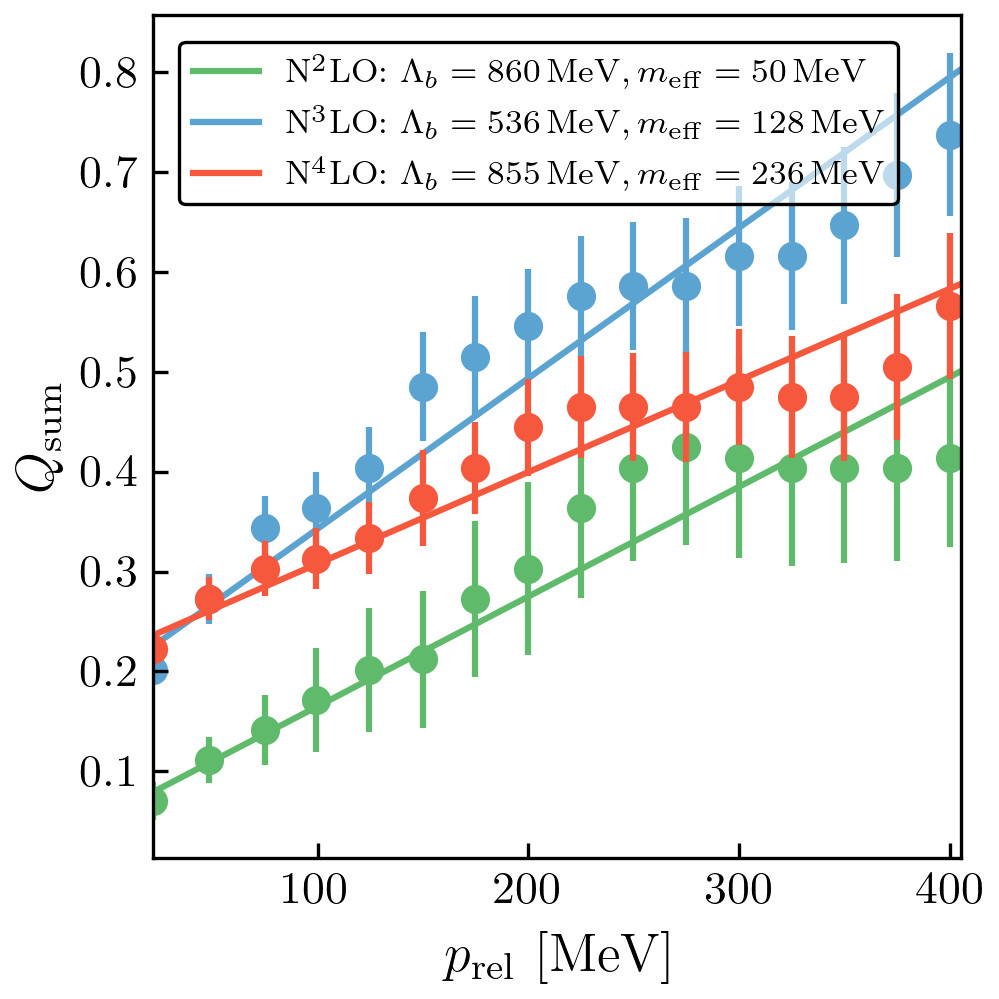 N²LO: Λ_b = 860 MeV, m_eff = 50 MeV
N³LO: Λ_b = 536 MeV, m_eff = 128 MeV
N⁴LO: Λ_b = 855 MeV, m_eff = 236 MeV
0.8
0.7
0.6
0.5
0.4
0.3
0.2
0.1
Q_sum
100 200 300 400
p_rel [MeV]